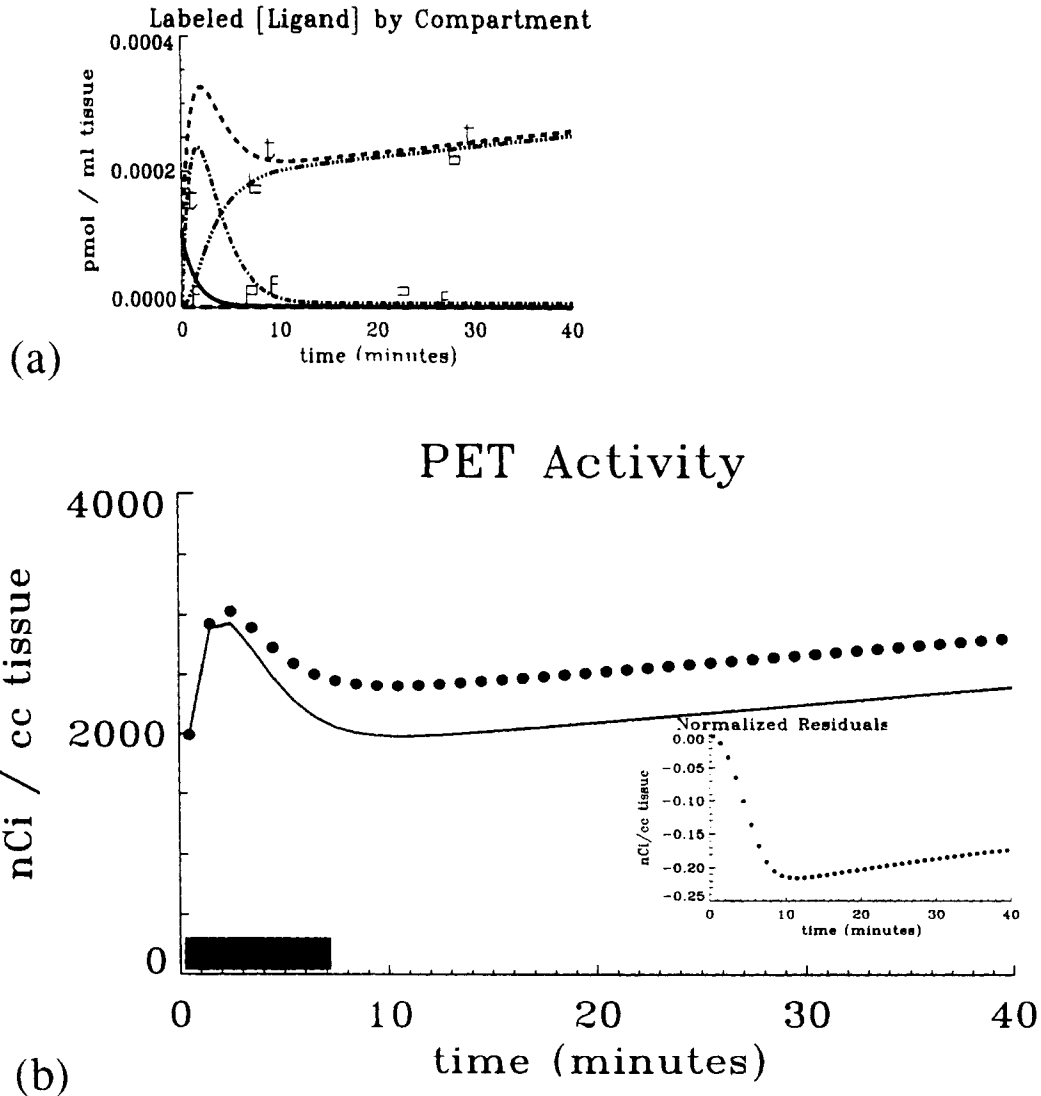 Labeled [Ligand] by Compartment
0.0004
0.0002
0.0000
pmol / ml tissue
t
t
b
b
f
0 10 20 30 40
time (minutes)
(a)
PET Activity
4000
2000
0
nCi / cc tissue
Normalized Residuals
0.00
-0.05
-0.10
-0.15
-0.20
-0.25
nCi/cc tissue
0 10 20 30 40
time (minutes)
0 10 20 30 40
time (minutes)
(b)